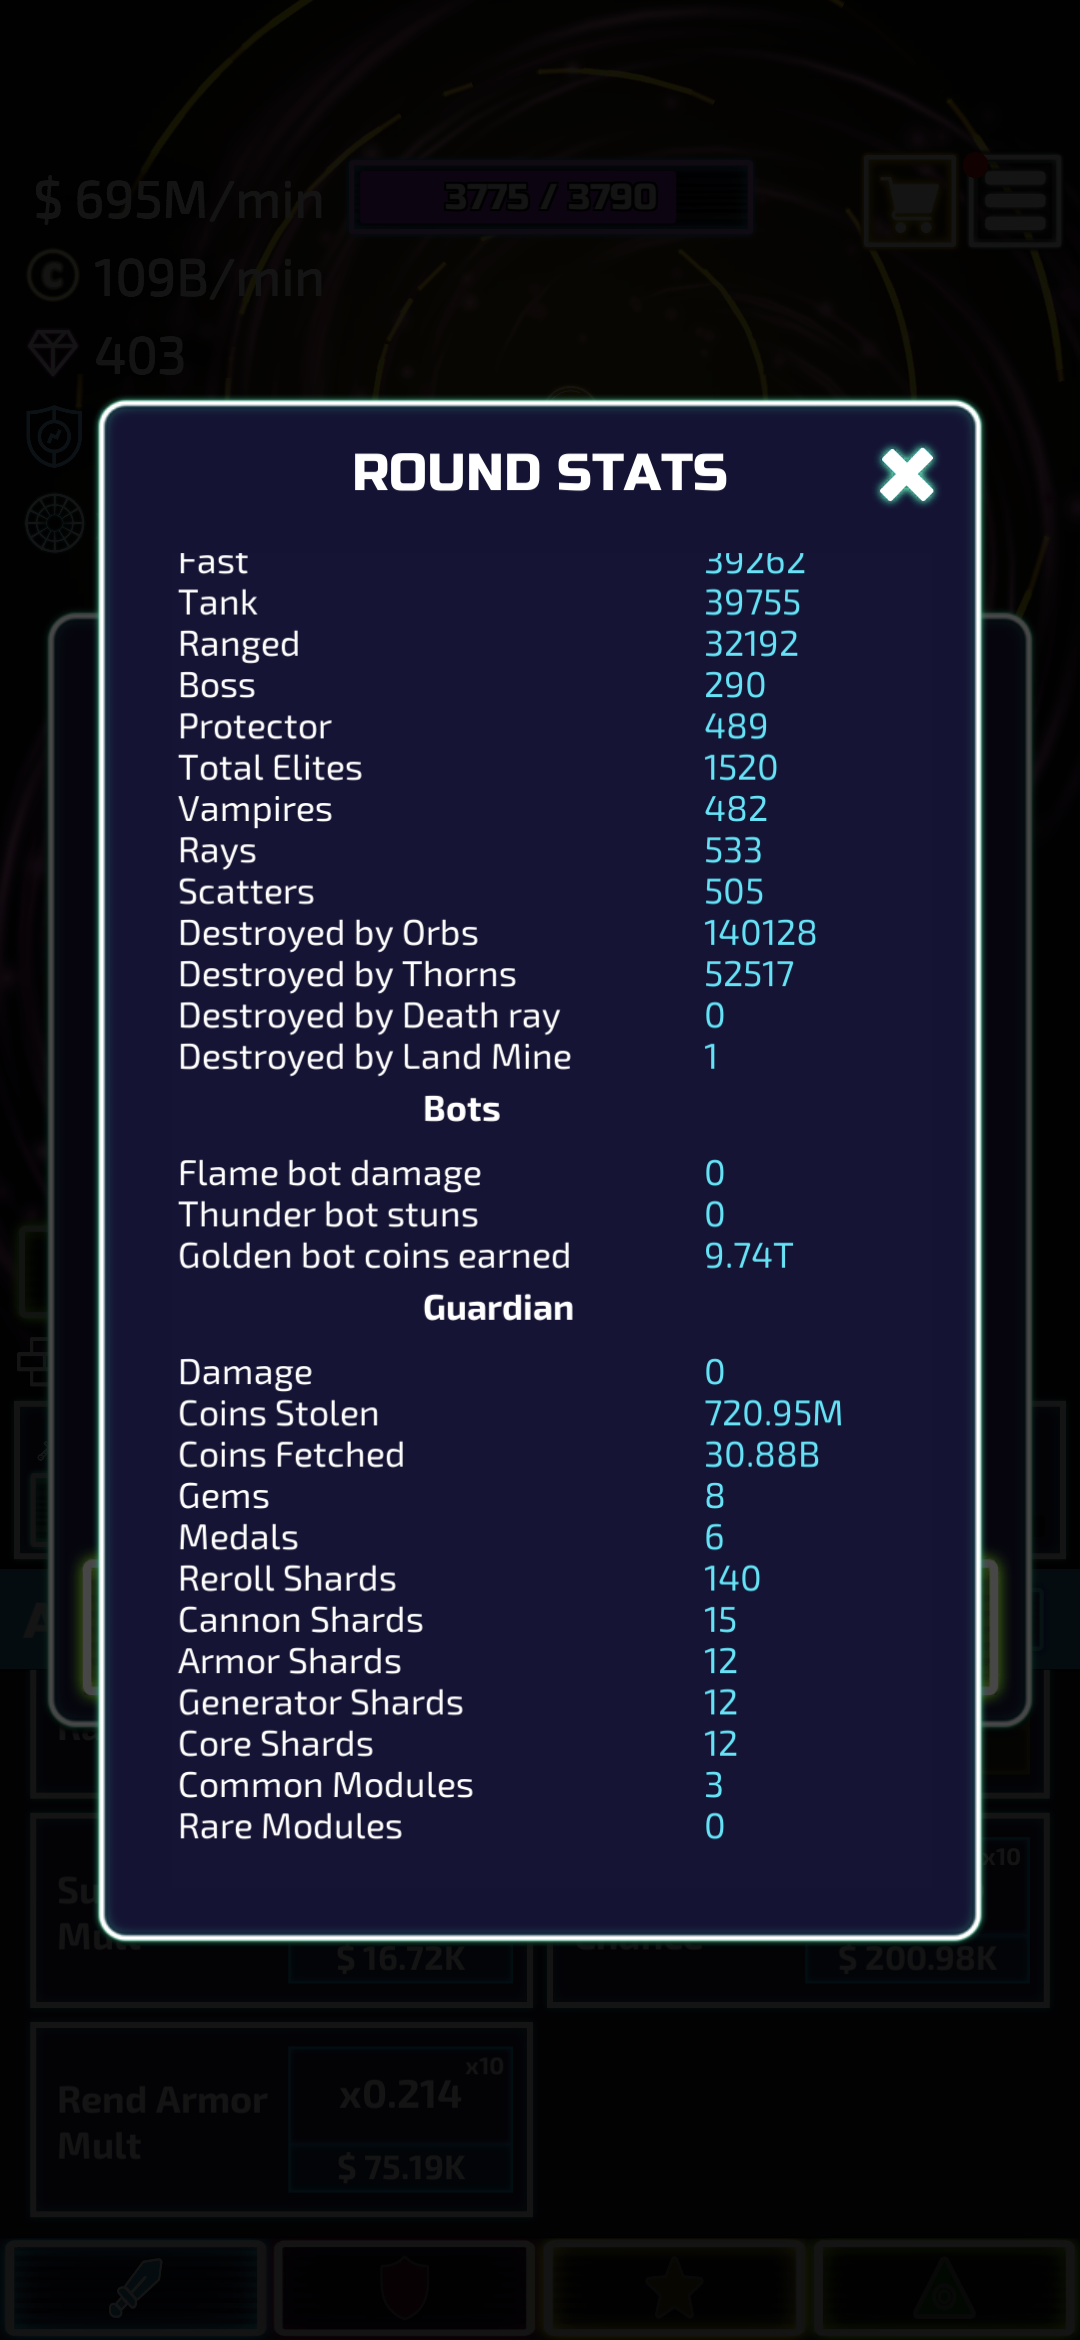 $ 695M/min
3775 / 3790
109B/min
403
ROUND STATS
Fast 39262
Tank 39755
Ranged 32192
Boss 290
Protector 489
Total Elites 1520
Vampires 482
Rays 533
Scatters 505
Destroyed by Orbs 140128
Destroyed by Thorns 52517
Destroyed by Death ray 0
Destroyed by Land Mine 1
Bots
Flame bot damage 0
Thunder bot stuns 0
Golden bot coins earned 9.74T
Guardian
Damage 0
Coins Stolen 720.95M
Coins Fetched 30.88B
Gems 8
Medals 6
Reroll Shards 140
Cannon Shards 15
Armor Shards 12
Generator Shards 12
Core Shards 12
Common Modules 3
Rare Modules 0
x10
$ 16.72K
Chance
$ 200.98K
Rend Armor
Mult
x10
x0.214
$ 75.19K